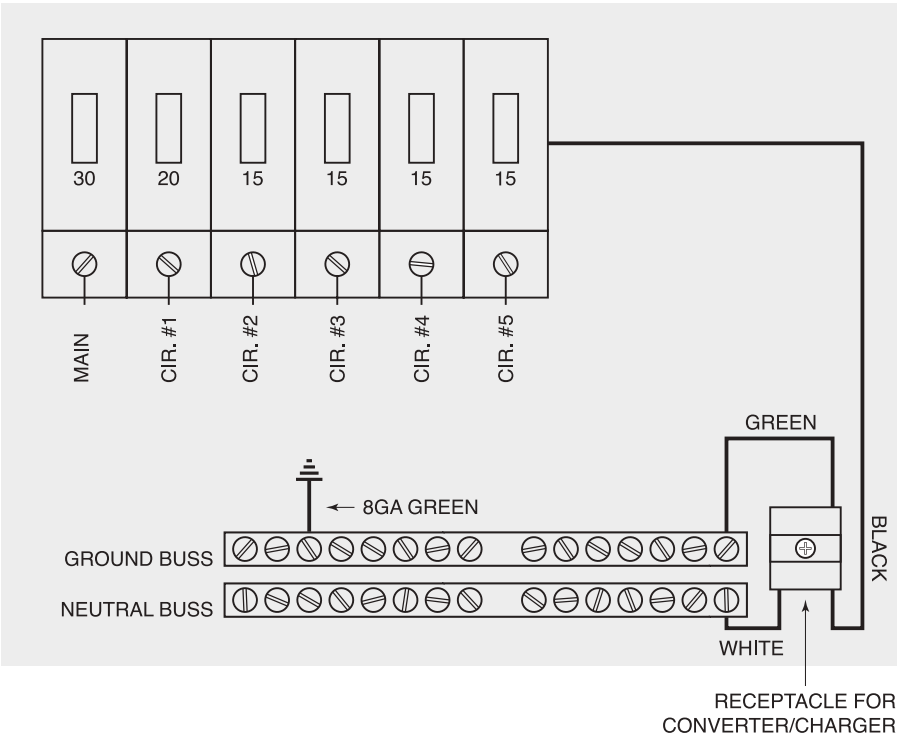 30
20
15
15
15
15
MAIN
CIR. #1
CIR. #2
CIR. #3
CIR. #4
CIR. #5
GREEN
8GA GREEN
BLACK
GROUND BUSS
NEUTRAL BUSS
WHITE
RECEPTACLE FOR
CONVERTER/CHARGER